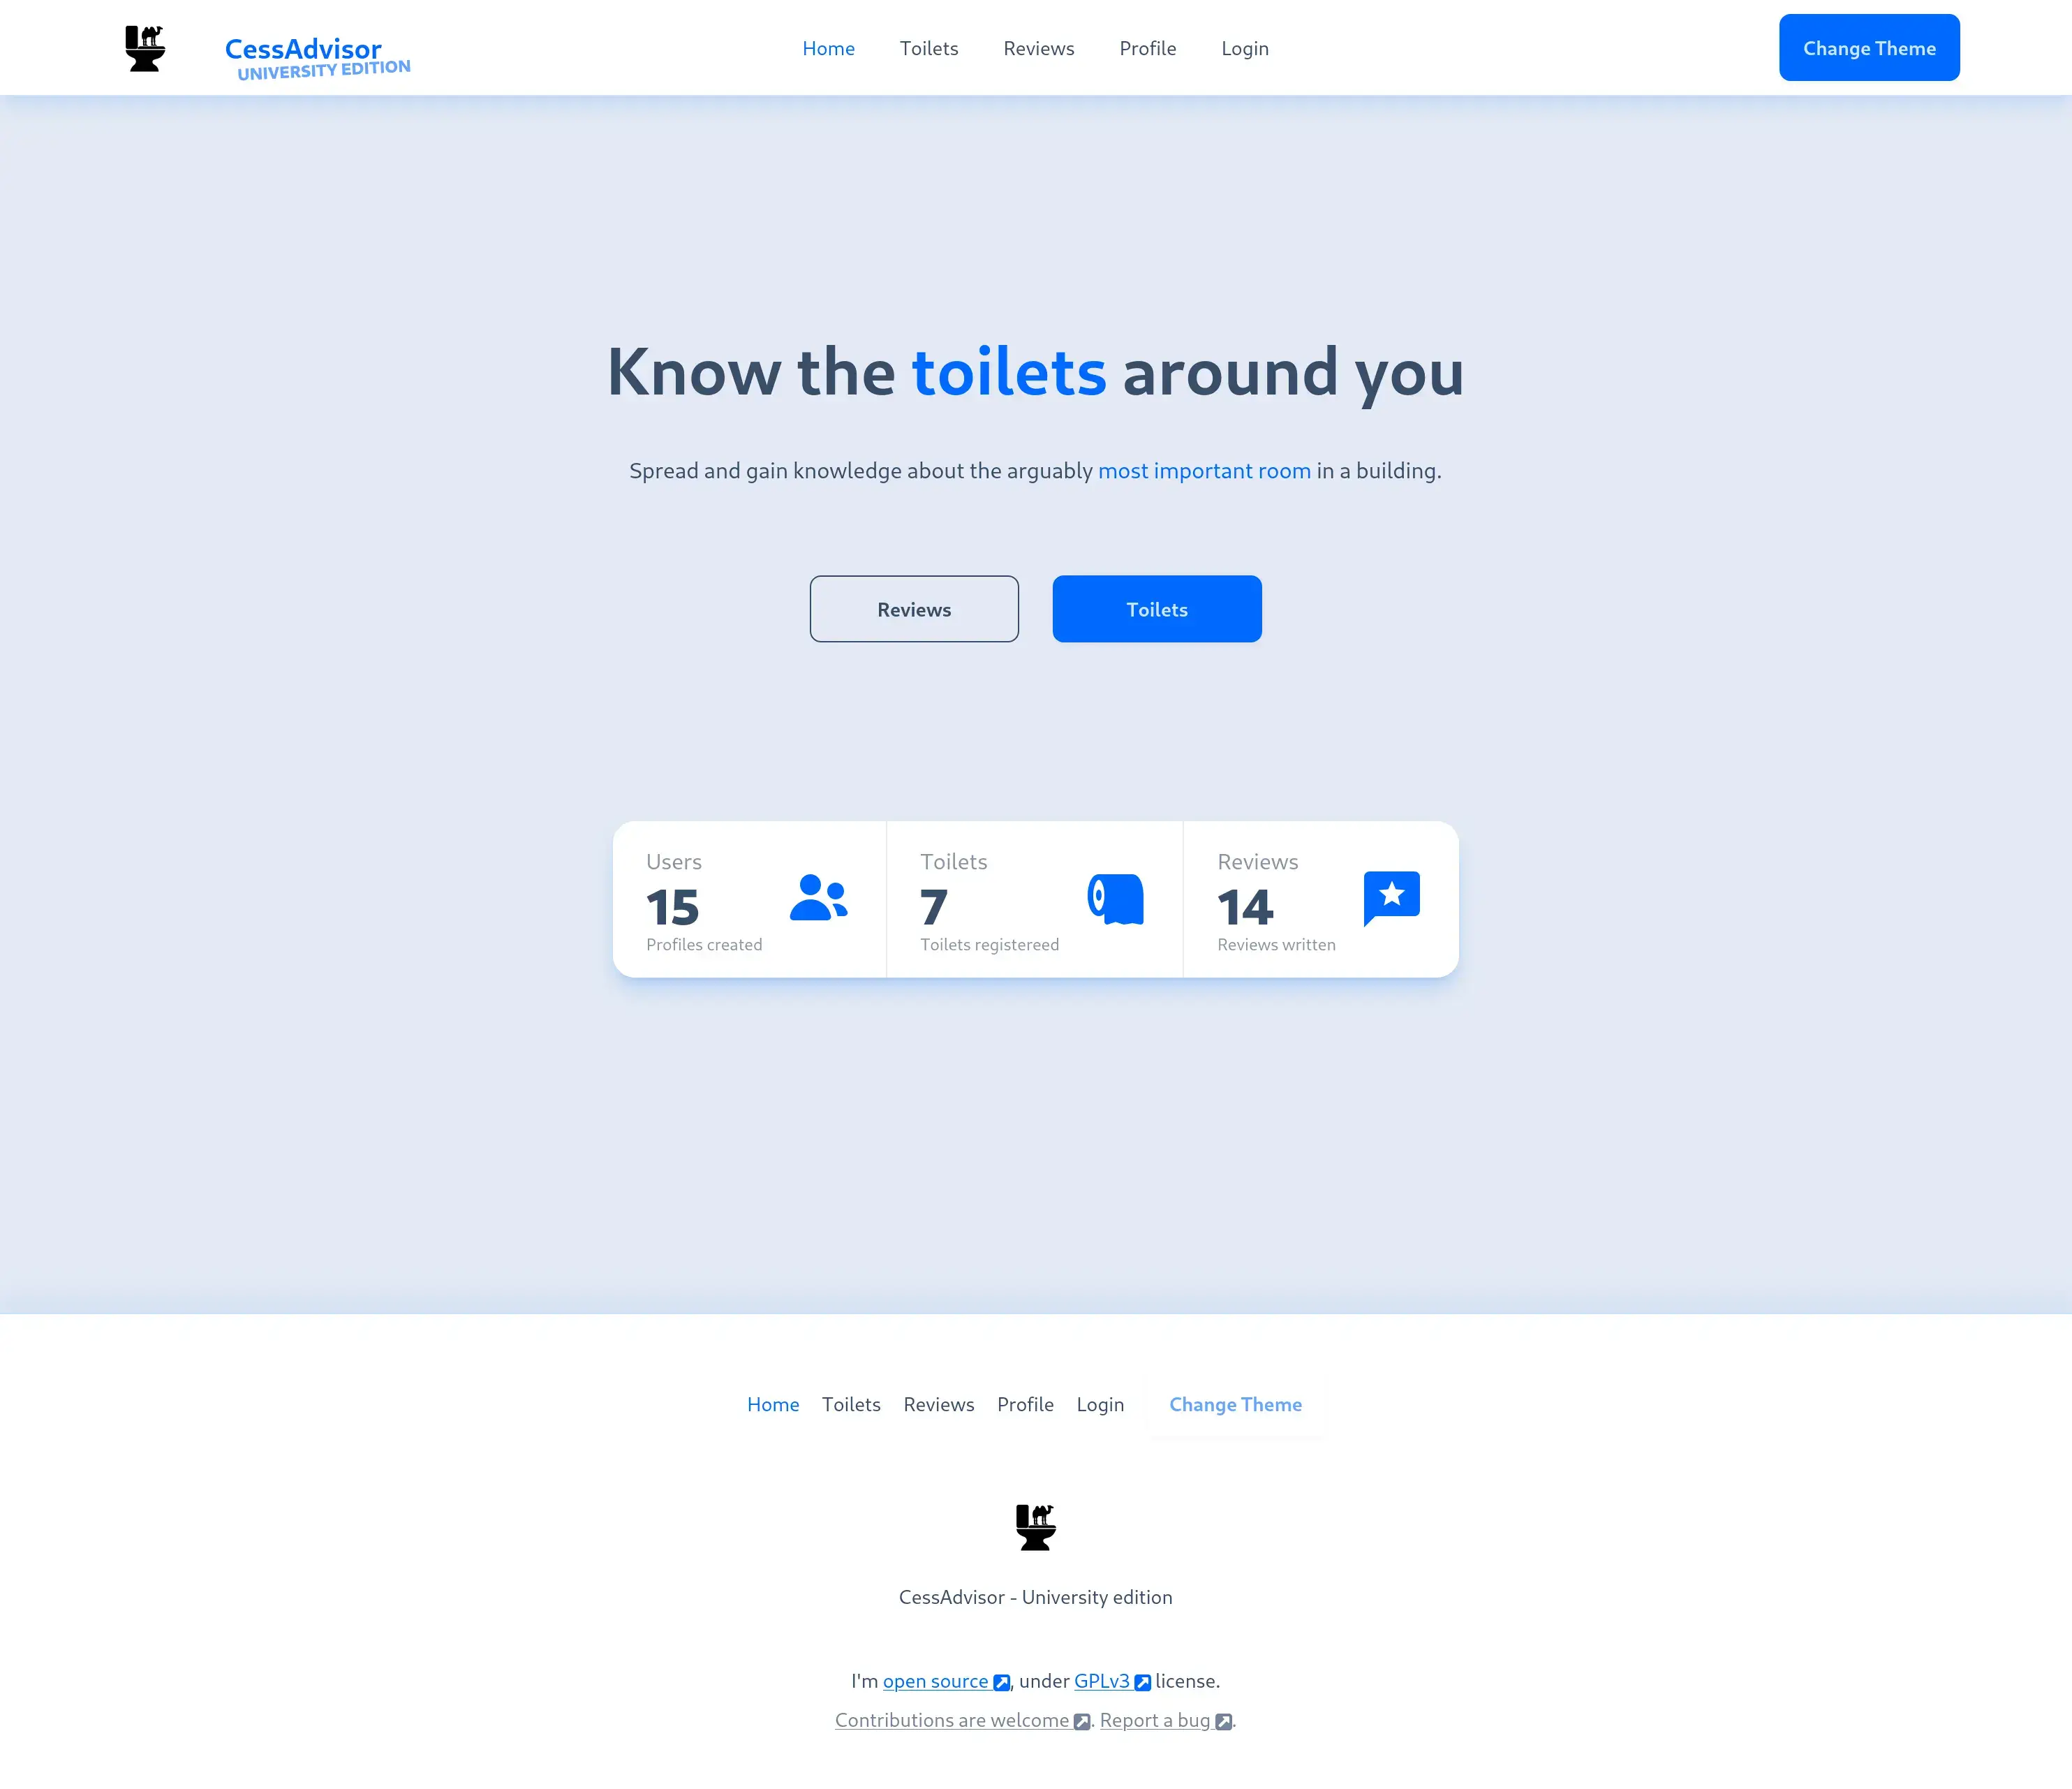 CessAdvisor
UNIVERSITY EDITION
Home Toilets Reviews Profile Login
Change Theme
Know the toilets around you
Spread and gain knowledge about the arguably most important room in a building.
Reviews
Toilets
Users
15
Profiles created
Toilets
7
Toilets registereed
Reviews
14
Reviews written
Home Toilets Reviews Profile Login Change Theme
CessAdvisor - University edition
I'm open source, under GPLv3 license.
Contributions are welcome. Report a bug.